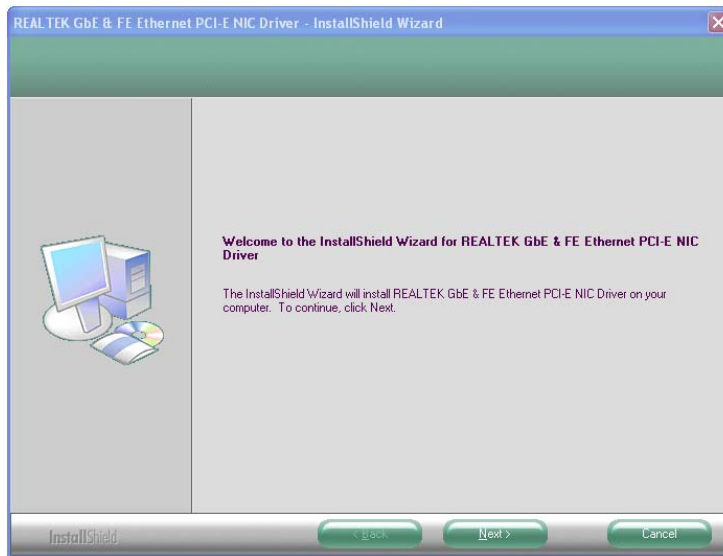 REALTEK GbE & FE Ethernet PCI-E NIC Driver - InstallShield Wizard
Welcome to the InstallShield Wizard for REALTEK GbE & FE Ethernet PCI-E NIC
Driver
The InstallShield Wizard will install REALTEK GbE & FE Ethernet PCI-E NIC Driver on your
computer. To continue, click Next.
InstallShield
< Back
Next >
Cancel